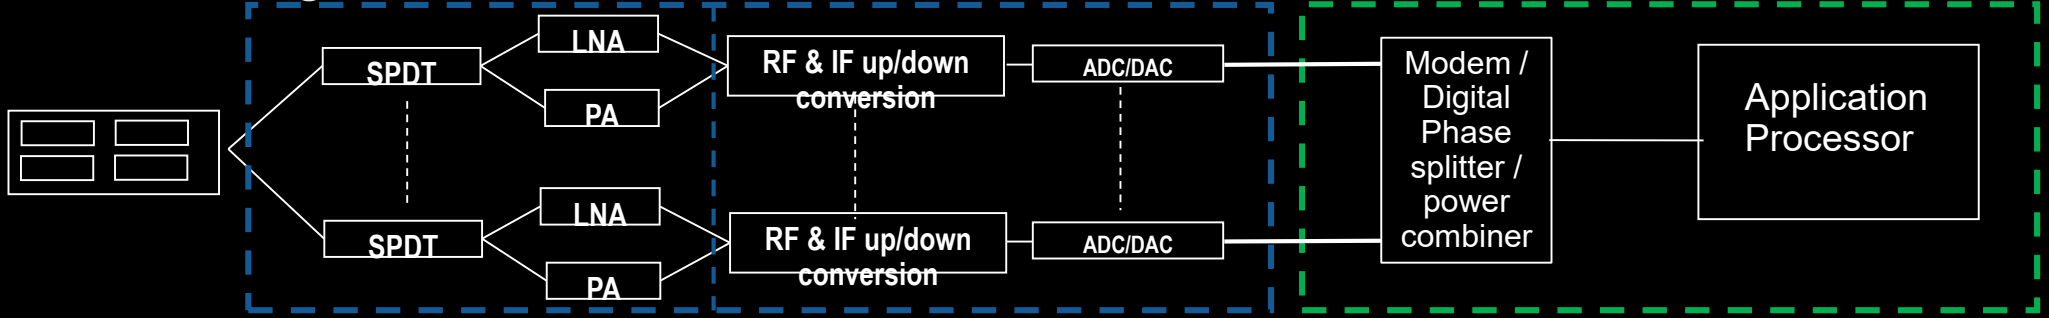 SPDT
LNA
PA
RF & IF up/down
conversion
ADC/DAC
SPDT
LNA
PA
RF & IF up/down
conversion
ADC/DAC
Modem /
Digital
Phase
splitter /
power
combiner
Application
Processor